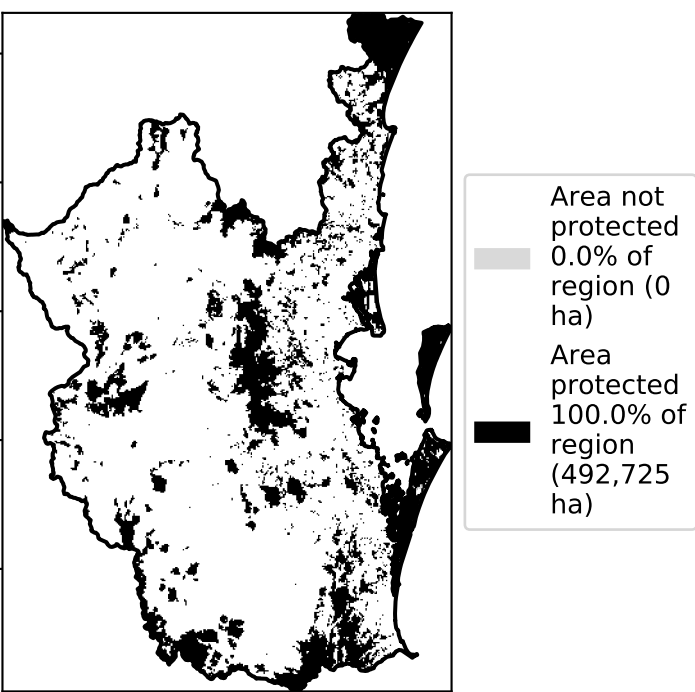 Area not
protected
0.0% of
region (0
ha)
Area
protected
100.0% of
region
(492,725
ha)